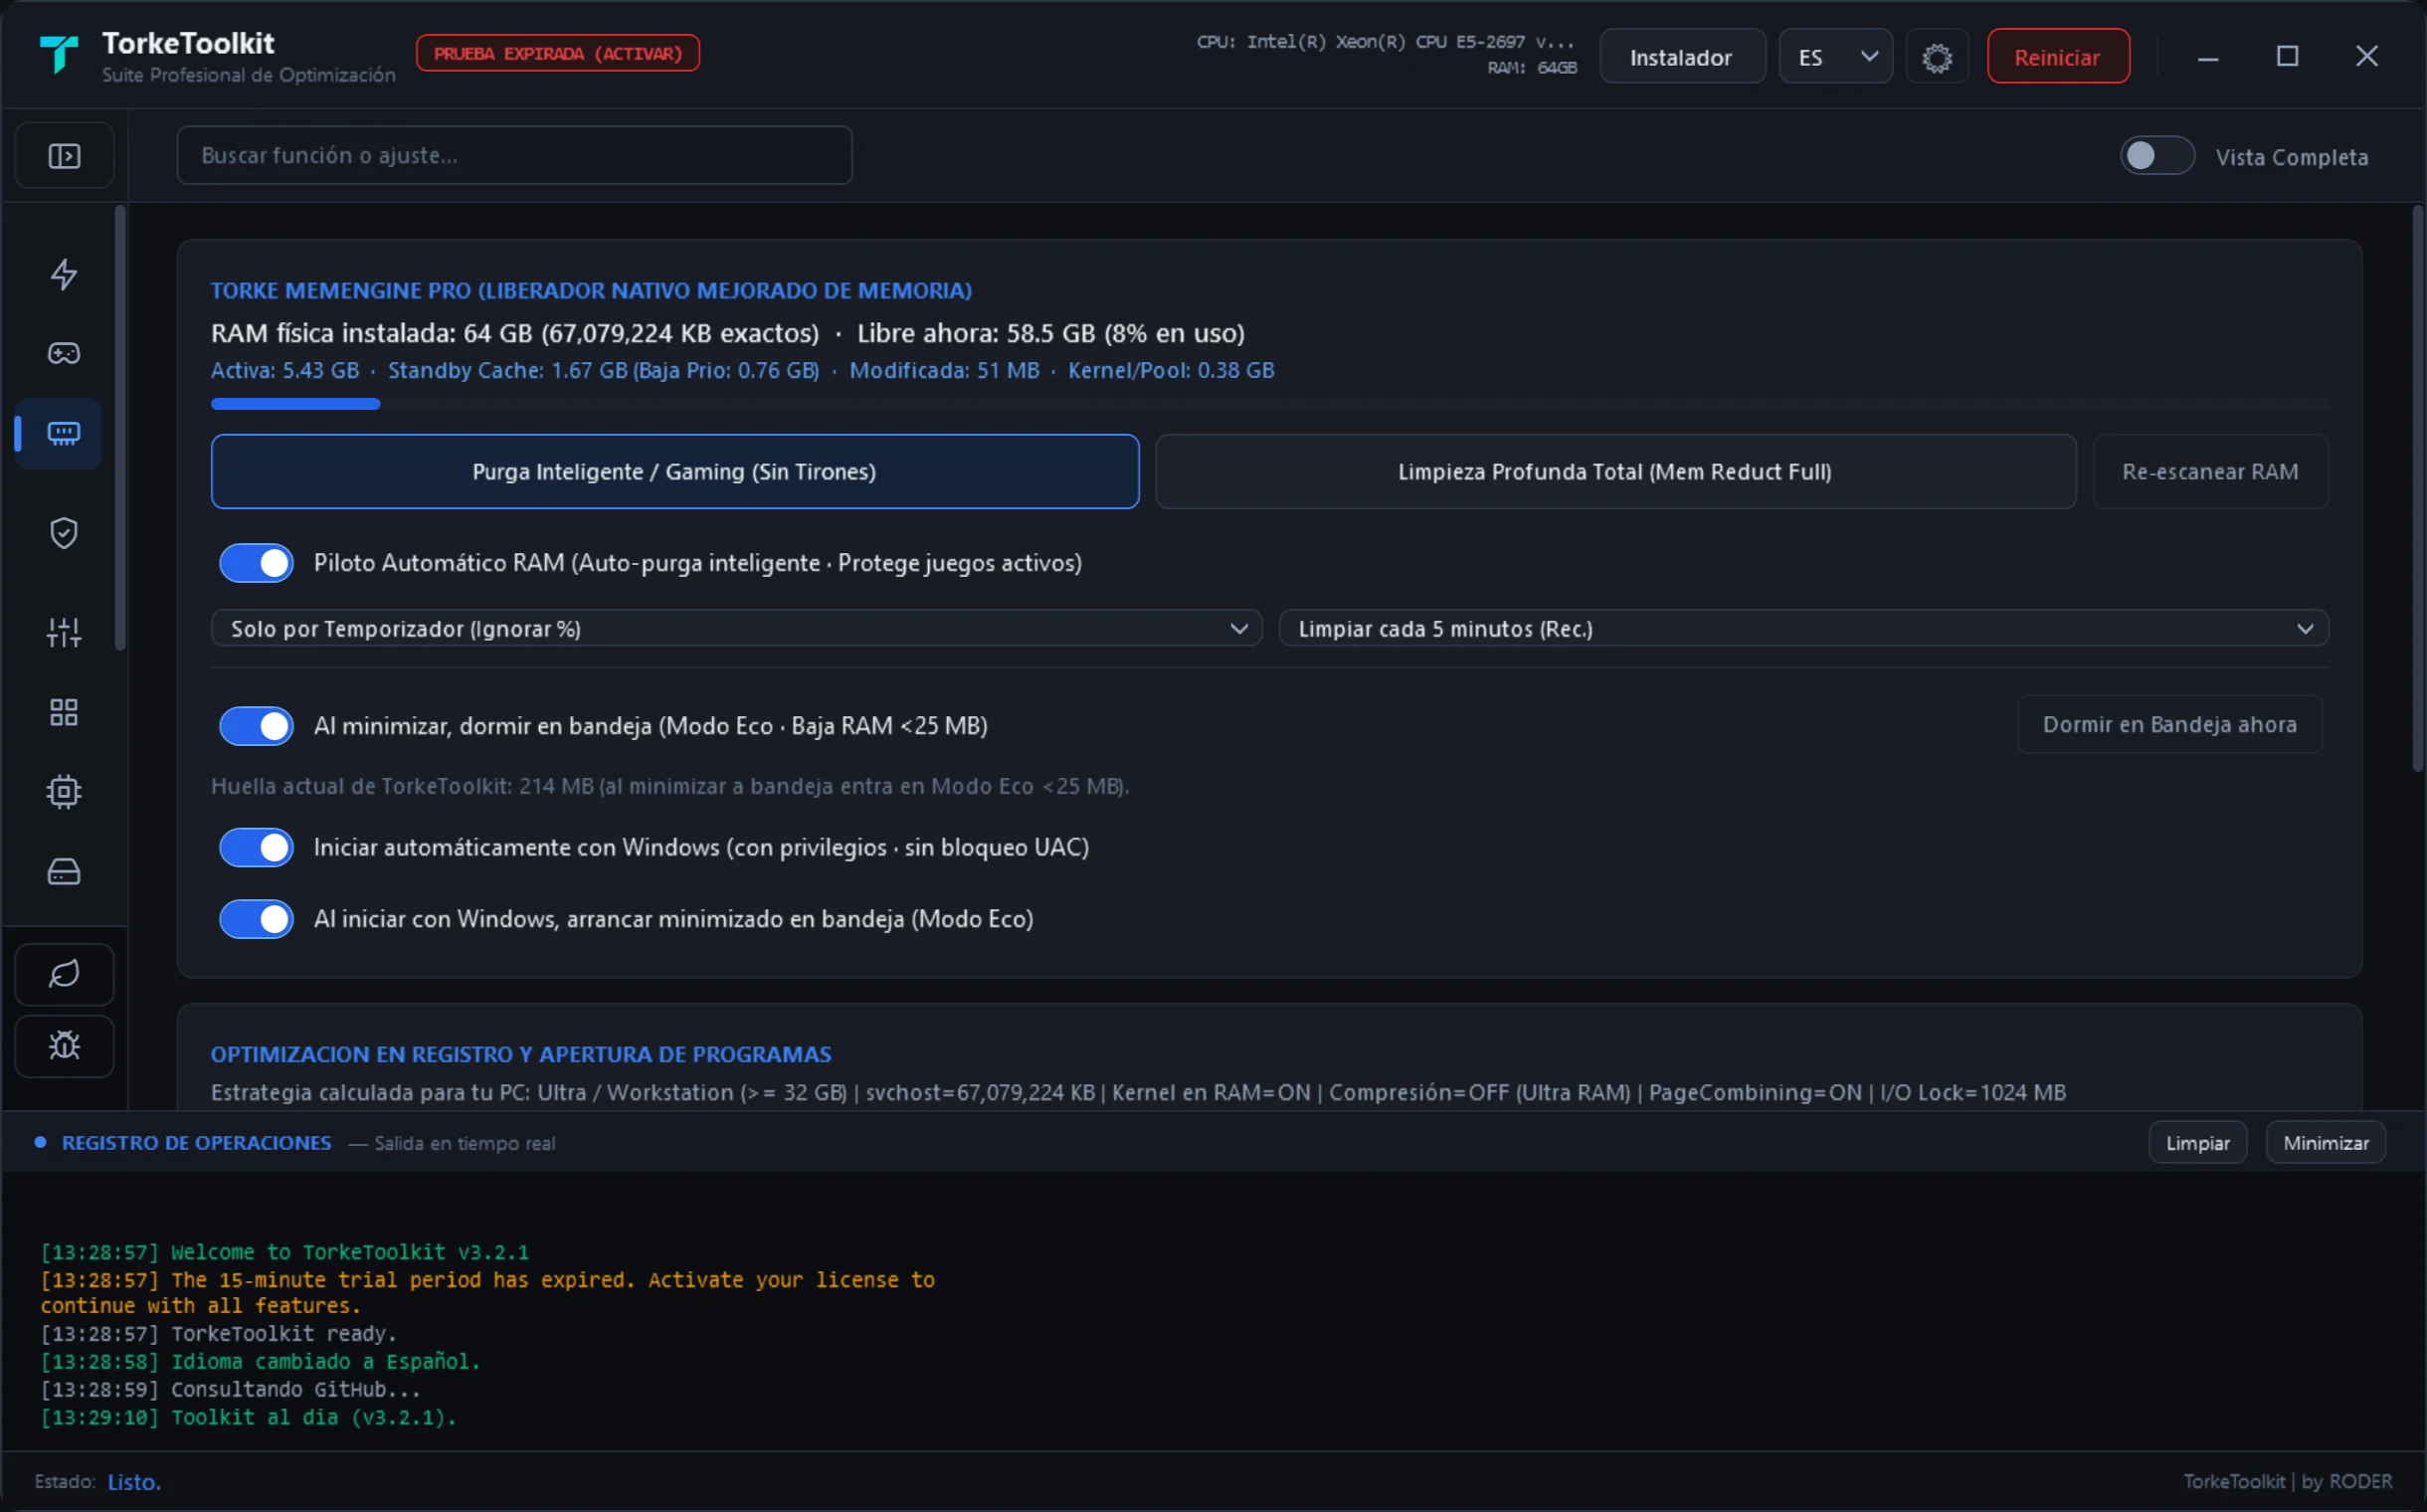 TorkeToolkit
Suite Profesional de Optimización
PRUEBA EXPIRADA (ACTIVAR)
CPU: Intel(R) Xeon(R) CPU E5-2697 v...
RAM: 64GB
Instalador
ES
Reiniciar
Buscar función o ajuste...
Vista Completa
TORKE MEMENGINE PRO (LIBERADOR NATIVO MEJORADO DE MEMORIA)
RAM física instalada: 64 GB (67,079,224 KB exactos) · Libre ahora: 58.5 GB (8% en uso)
Activa: 5.43 GB · Standby Cache: 1.67 GB (Baja Prio: 0.76 GB) · Modificada: 51 MB · Kernel/Pool: 0.38 GB
Purga Inteligente / Gaming (Sin Tirones)
Limpieza Profunda Total (Mem Reduct Full)
Re-escanear RAM
Piloto Automático RAM (Auto-purga inteligente · Protege juegos activos)
Solo por Temporizador (Ignorar %)
Limpiar cada 5 minutos (Rec.)
Al minimizar, dormir en bandeja (Modo Eco · Baja RAM <25 MB)
Dormir en Bandeja ahora
Huella actual de TorkeToolkit: 214 MB (al minimizar a bandeja entra en Modo Eco <25 MB).
Iniciar automáticamente con Windows (con privilegios · sin bloqueo UAC)
Al iniciar con Windows, arrancar minimizado en bandeja (Modo Eco)
OPTIMIZACION EN REGISTRO Y APERTURA DE PROGRAMAS
Estrategia calculada para tu PC: Ultra / Workstation (>= 32 GB) | svchost=67,079,224 KB | Kernel en RAM=ON | Compresión=OFF (Ultra RAM) | PageCombining=ON | I/O Lock=1024 MB
REGISTRO DE OPERACIONES — Salida en tiempo real
Limpiar
Minimizar
[13:28:57] Welcome to TorkeToolkit v3.2.1
[13:28:57] The 15-minute trial period has expired. Activate your license to
continue with all features.
[13:28:57] TorkeToolkit ready.
[13:28:58] Idioma cambiado a Español.
[13:28:59] Consultando GitHub...
[13:29:10] Toolkit al dia (v3.2.1).
Estado: Listo.
TorkeToolkit | by RODER